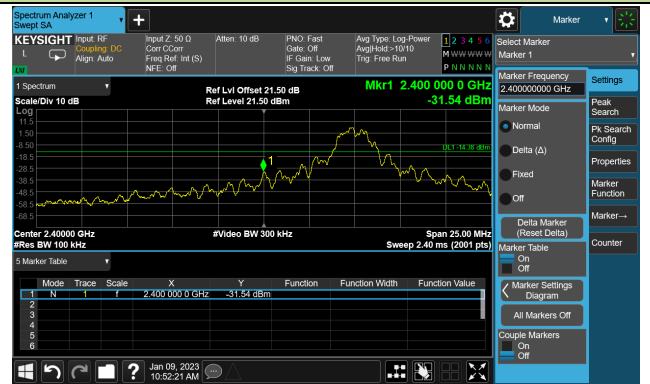 Spectrum Analyzer 1
Swept SA
+
Marker
KEYSIGHT
L
Input: RF
Coupling: DC
Align: Auto
Input Z: 50 Ω
Corr CCorr
Freq Ref: Int (S)
NFE: Off
Atten: 10 dB
PNO: Fast
Gate: Off
IF Gain: Low
Sig Track: Off
Avg Type: Log-Power
Avg|Hold:>10/10
Trig: Free Run
1 2 3 4 5 6
M W W W W W
P N N N N N
Select Marker
Marker 1
1 Spectrum
Scale/Div 10 dB
Ref Lvl Offset 21.50 dB
Ref Level 21.50 dBm
Mkr1 2.400 000 0 GHz
-31.54 dBm
Log
11.5
1.50
-8.50
-18.5
-28.5
-38.5
-48.5
-58.5
-68.5
1
DL1 -14.38 dBm
Center 2.40000 GHz
#Res BW 100 kHz
#Video BW 300 kHz
Span 25.00 MHz
Sweep 2.40 ms (2001 pts)
5 Marker Table
Mode Trace Scale X Y Function Function Width Function Value
1 N 1 f 2.400 000 0 GHz -31.54 dBm
2
3
4
5
6
Marker Frequency
2.400000000 GHz
Marker Mode
Normal
Delta (Δ)
Fixed
Off
Delta Marker
(Reset Delta)
Marker Table
On
Off
Marker Settings
Diagram
All Markers Off
Couple Markers
On
Off
Settings
Peak
Search
Pk Search
Config
Properties
Marker
Function
Marker→
Counter
?
Jan 09, 2023
10:52:21 AM